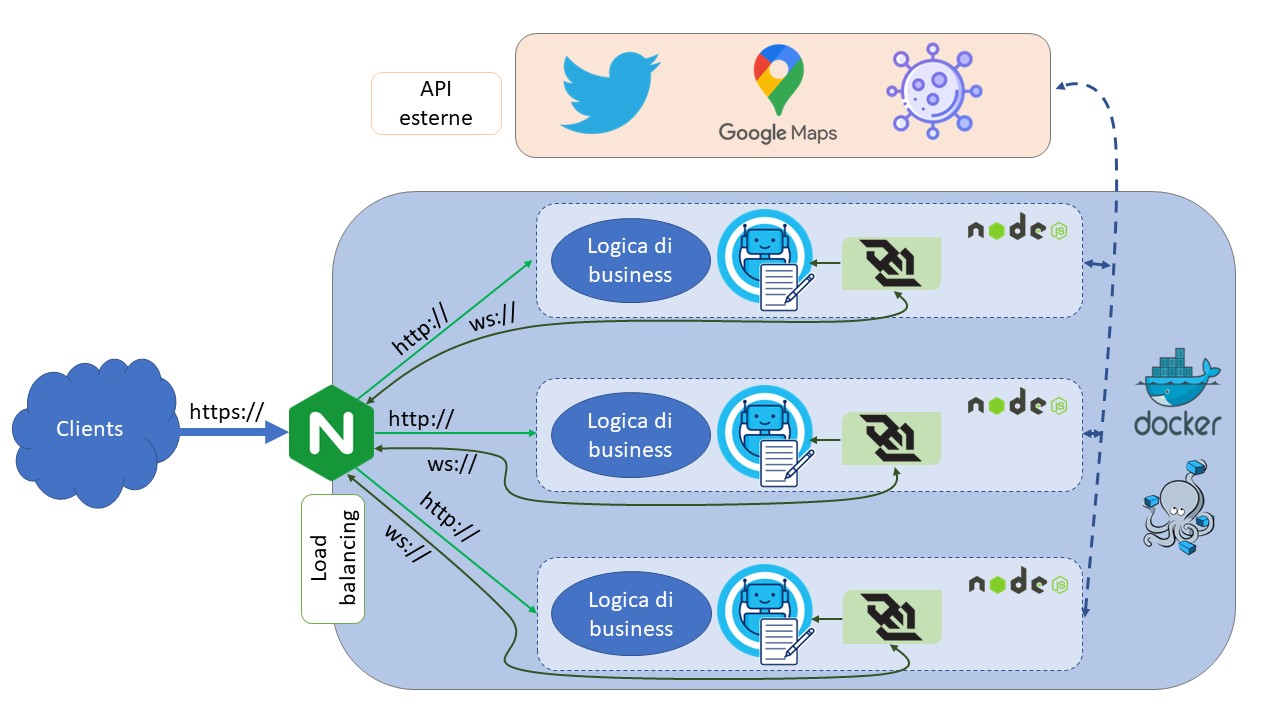 API
esterne
Google Maps
node
JS
Logica di
business
http://
ws://
Clients
https://
N
http://
ws://
node
JS
Logica di
business
docker
Load
balancing
http://
ws://
node
JS
Logica di
business